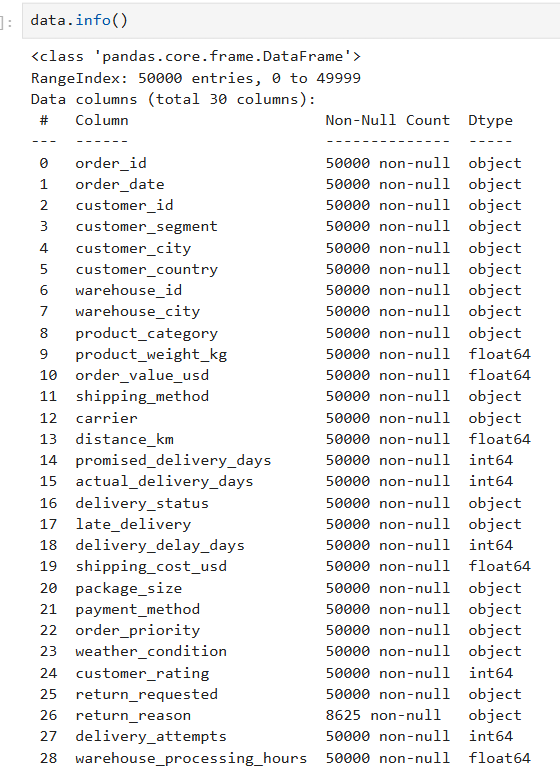 ]: data.info()
<class 'pandas.core.frame.DataFrame'>
RangeIndex: 50000 entries, 0 to 49999
Data columns (total 30 columns):
 #   Column                      Non-Null Count  Dtype
---  ------                      --------------  -----
 0   order_id                    50000 non-null  object
 1   order_date                  50000 non-null  object
 2   customer_id                 50000 non-null  object
 3   customer_segment            50000 non-null  object
 4   customer_city               50000 non-null  object
 5   customer_country            50000 non-null  object
 6   warehouse_id                50000 non-null  object
 7   warehouse_city              50000 non-null  object
 8   product_category            50000 non-null  object
 9   product_weight_kg           50000 non-null  float64
 10  order_value_usd             50000 non-null  float64
 11  shipping_method             50000 non-null  object
 12  carrier                     50000 non-null  object
 13  distance_km                 50000 non-null  float64
 14  promised_delivery_days      50000 non-null  int64
 15  actual_delivery_days        50000 non-null  int64
 16  delivery_status             50000 non-null  object
 17  late_delivery               50000 non-null  object
 18  delivery_delay_days         50000 non-null  int64
 19  shipping_cost_usd           50000 non-null  float64
 20  package_size                50000 non-null  object
 21  payment_method              50000 non-null  object
 22  order_priority              50000 non-null  object
 23  weather_condition           50000 non-null  object
 24  customer_rating             50000 non-null  int64
 25  return_requested            50000 non-null  object
 26  return_reason               8625 non-null   object
 27  delivery_attempts           50000 non-null  int64
 28  warehouse_processing_hours  50000 non-null  float64